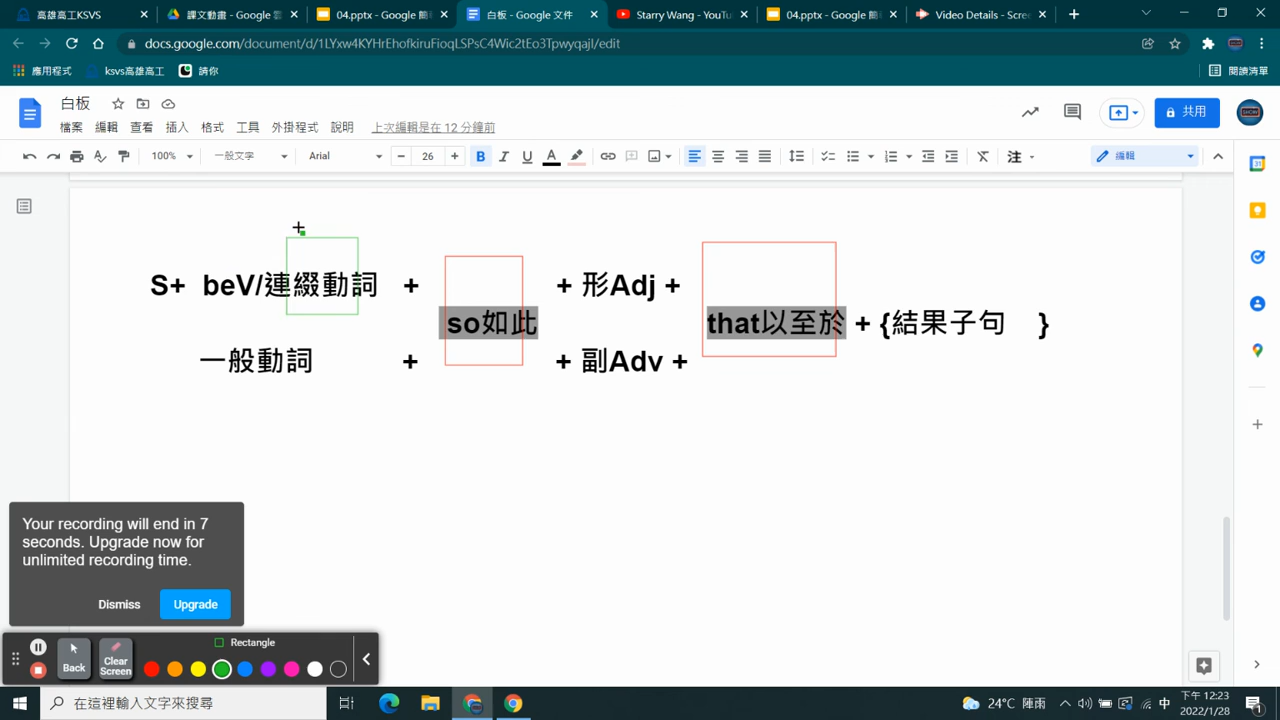 高雄高工KSVS
課文動畫 - Google 雲
04.pptx - Google 簡
白板 - Google 文件
Starry Wang - YouTu
04.pptx - Google 簡
Video Details - Scree
docs.google.com/document/d/1LYxw4KYHrEhofkiruFioqLSPsC4Wic2tEo3TpwyqajI/edit
應用程式
ksvs高雄高工
請你
閱讀清單
白板
檔案 編輯 查看 插入 格式 工具 外掛程式 說明 上次編輯是在 12 分鐘前
共用
100% 一般文字 Arial 26 B I U A 注 編輯
S+ beV/連綴動詞 + + 形Adj +
so如此 that以至於 + {結果子句 }
一般動詞 + + 副Adv +
Your recording will end in 7
seconds. Upgrade now for
unlimited recording time.
Dismiss Upgrade
Rectangle
Back
Clear
Screen
在這裡輸入文字來搜尋
24°C 陣雨
中
下午 12:23
2022/1/28
1